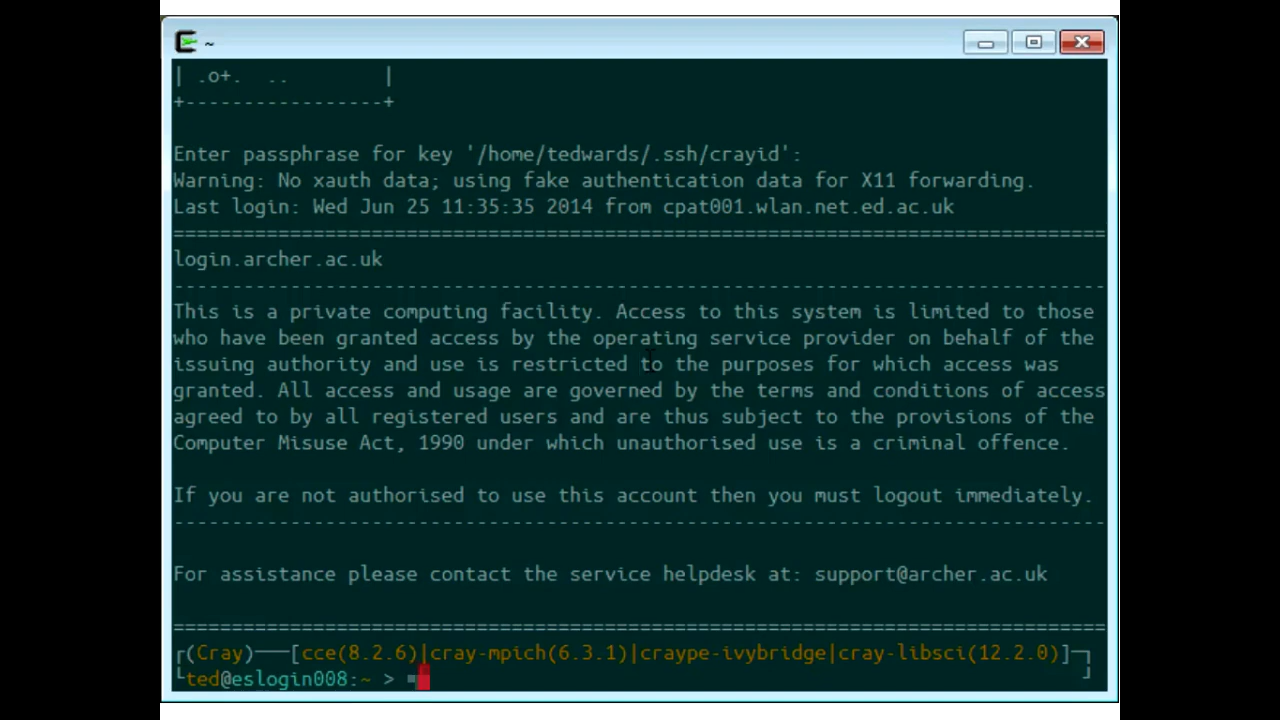 ~
| .o+.  ..        |
+-----------------+
Enter passphrase for key '/home/tedwards/.ssh/crayid':
Warning: No xauth data; using fake authentication data for X11 forwarding.
Last login: Wed Jun 25 11:35:35 2014 from cpat001.wlan.net.ed.ac.uk
================================================================================
login.archer.ac.uk
--------------------------------------------------------------------------------
This is a private computing facility. Access to this system is limited to those
who have been granted access by the operating service provider on behalf of the
issuing authority and use is restricted to the purposes for which access was
granted. All access and usage are governed by the terms and conditions of access
agreed to by all registered users and are thus subject to the provisions of the
Computer Misuse Act, 1990 under which unauthorised use is a criminal offence.
If you are not authorised to use this account then you must logout immediately.
--------------------------------------------------------------------------------
For assistance please contact the service helpdesk at: support@archer.ac.uk
================================================================================
┌(Cray)──[cce(8.2.6)|cray-mpich(6.3.1)|craype-ivybridge|cray-libsci(12.2.0)]─┐
└ted@eslogin008:~ > ┘